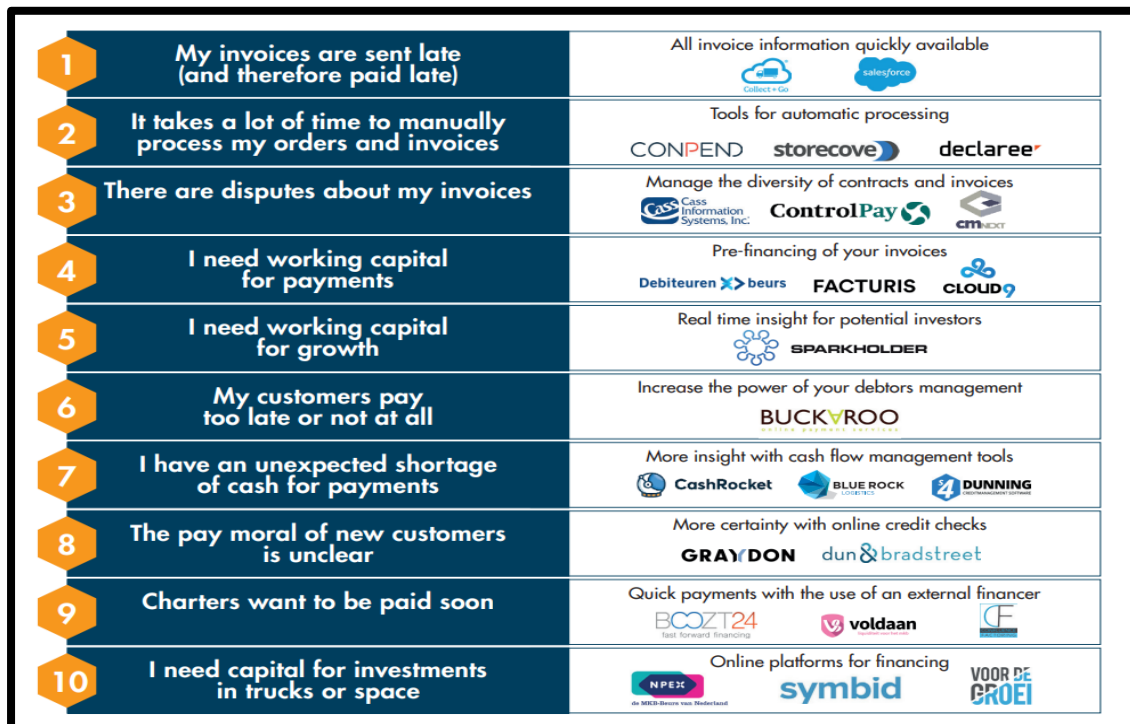 1
My invoices are sent late
(and therefore paid late)
All invoice information quickly available
Collect + Go
salesforce
2
It takes a lot of time to manually
process my orders and invoices
Tools for automatic processing
CONPEND
storecove
declaree
3
There are disputes about my invoices
Manage the diversity of contracts and invoices
Cass
Cass
Information
Systems, Inc.
ControlPay
cmNEXT
4
I need working capital
for payments
Pre-financing of your invoices
Debiteuren beurs
FACTURIS
CLOUD9
5
I need working capital
for growth
Real time insight for potential investors
SPARKHOLDER
6
My customers pay
too late or not at all
Increase the power of your debtors management
BUCKAROO
online payment services
7
I have an unexpected shortage
of cash for payments
More insight with cash flow management tools
CashRocket
BLUE ROCK
LOGISTICS
$4
DUNNING
CREDITMANAGEMENT SOFTWARE
8
The pay moral of new customers
is unclear
More certainty with online credit checks
GRAYDON
dun & bradstreet
9
Charters want to be paid soon
Quick payments with the use of an external financer
BOOZT24
fast forward financing
voldaan
CF
10
I need capital for investments
in trucks or space
Online platforms for financing
NPEX
de MKB-Beurs van Nederland
symbid
VOOR DE
GROEI